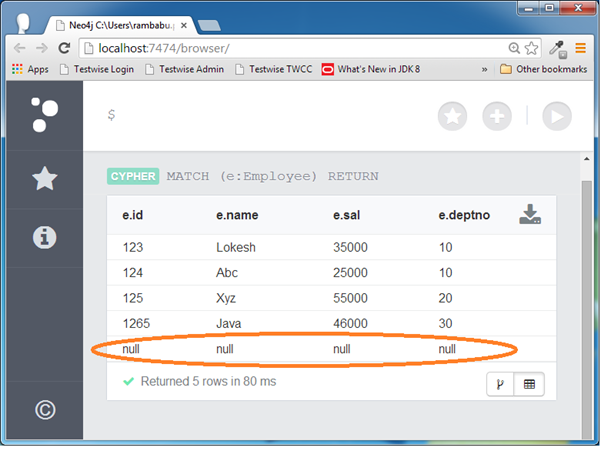 Neo4j C:\Users\rambabu.
localhost:7474/browser/
Apps Testwise Login Testwise Admin Testwise TWCC What's New in JDK 8 » Other bookmarks
$
CYPHER MATCH (e:Employee) RETURN
e.id e.name e.sal e.deptno
123 Lokesh 35000 10
124 Abc 25000 10
125 Xyz 55000 20
1265 Java 46000 30
null null null null
Returned 5 rows in 80 ms